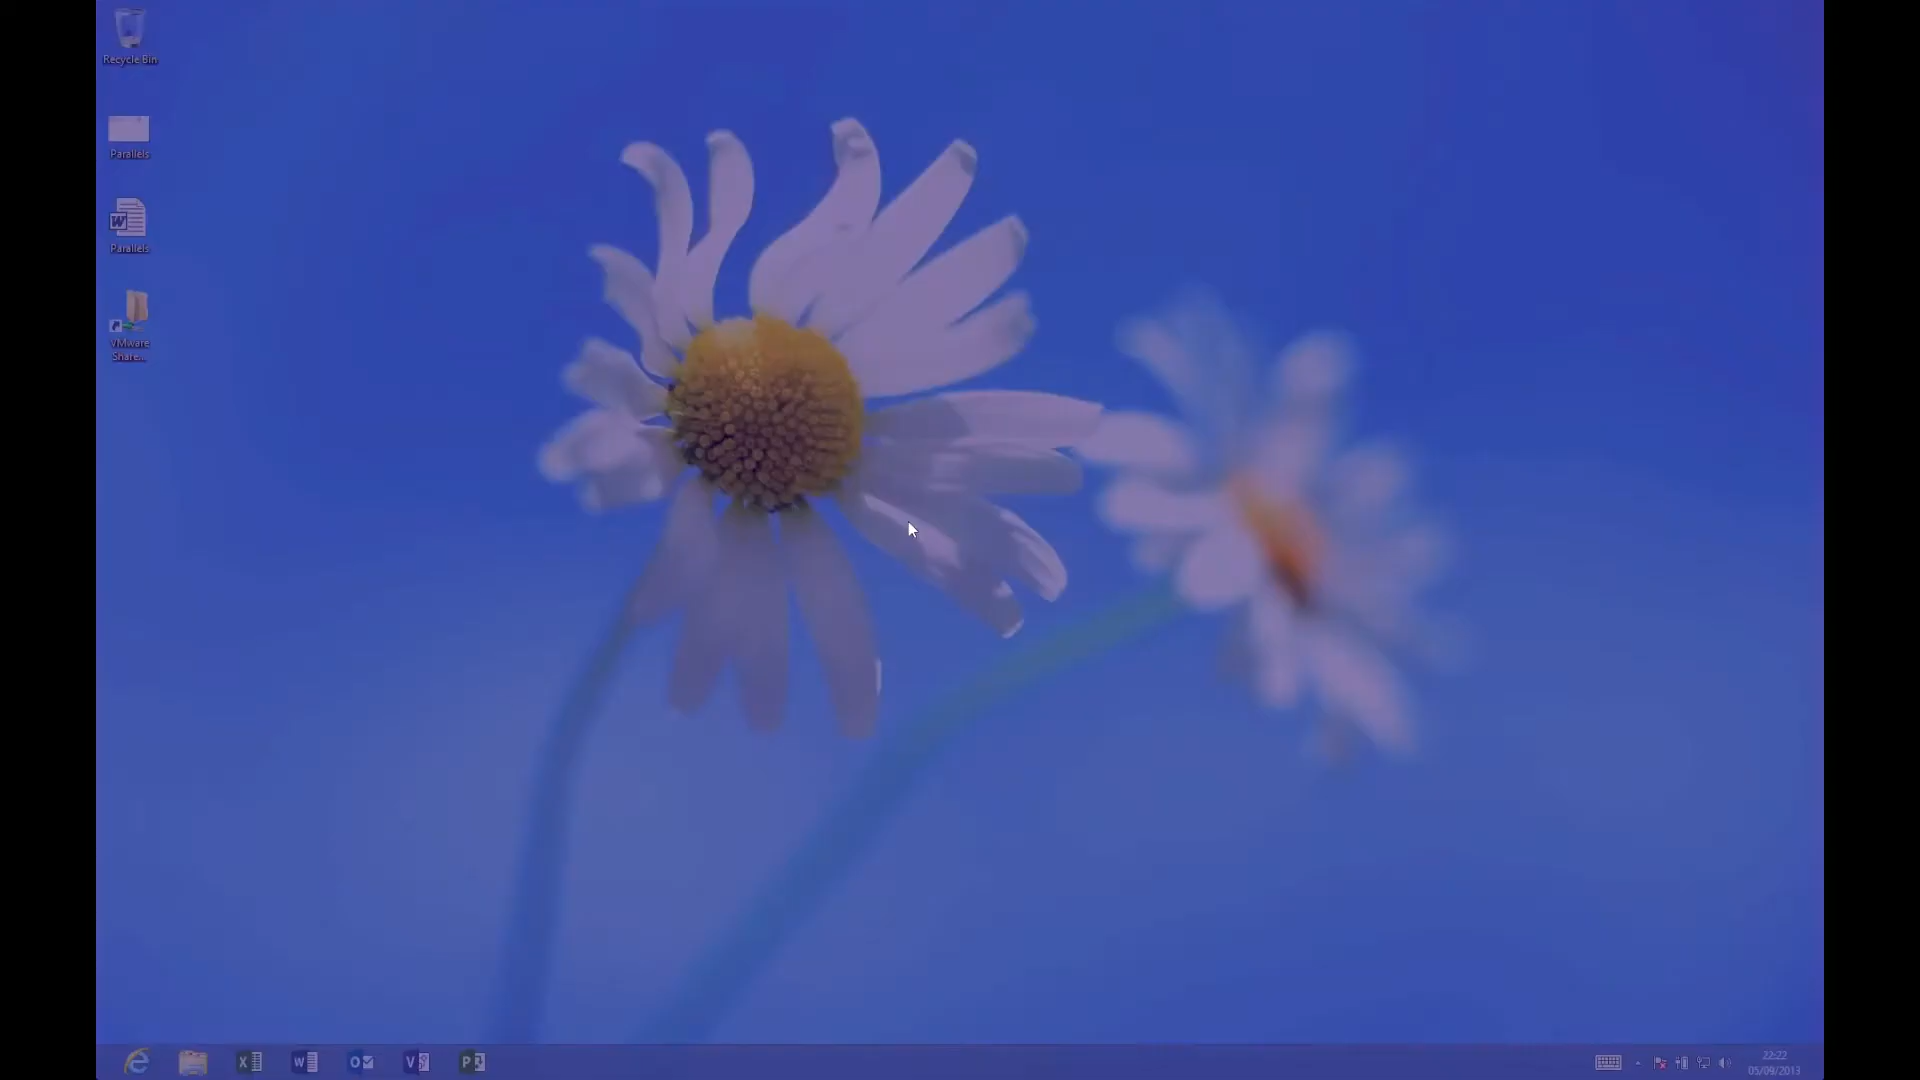 Recycle Bin
Parallels
Parallels
VMware
Share...
22:22
05/09/2013